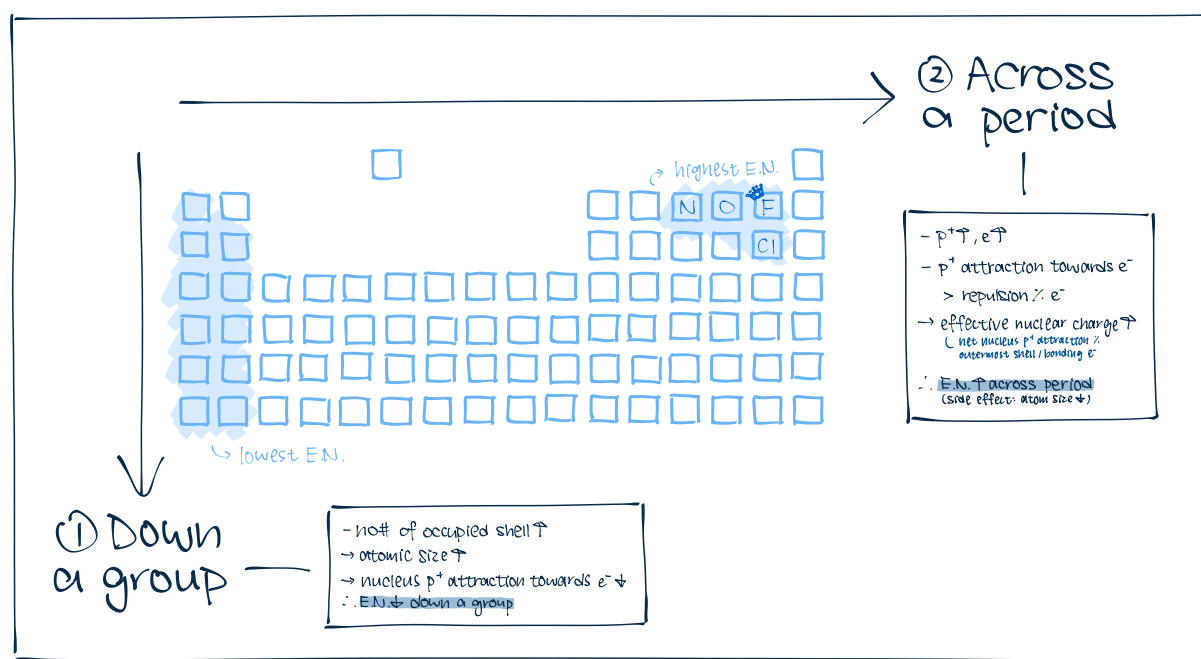 ② Across
a period
highest E.N.
N O F
Cl
- p⁺↑, e↑
- p⁺ attraction towards e⁻
> repulsion % e⁻
→ effective nuclear charge ↑
net nucleus p⁺ attraction %
outermost shell / bonding e⁻
∴ E.N.↑ across period
(side effect: atom size ↓)
lowest E.N.
① Down
a group
- no# of occupied shell ↑
→ atomic size ↑
→ nucleus p⁺ attraction towards e⁻ ↓
∴ E.N.↓ down a group